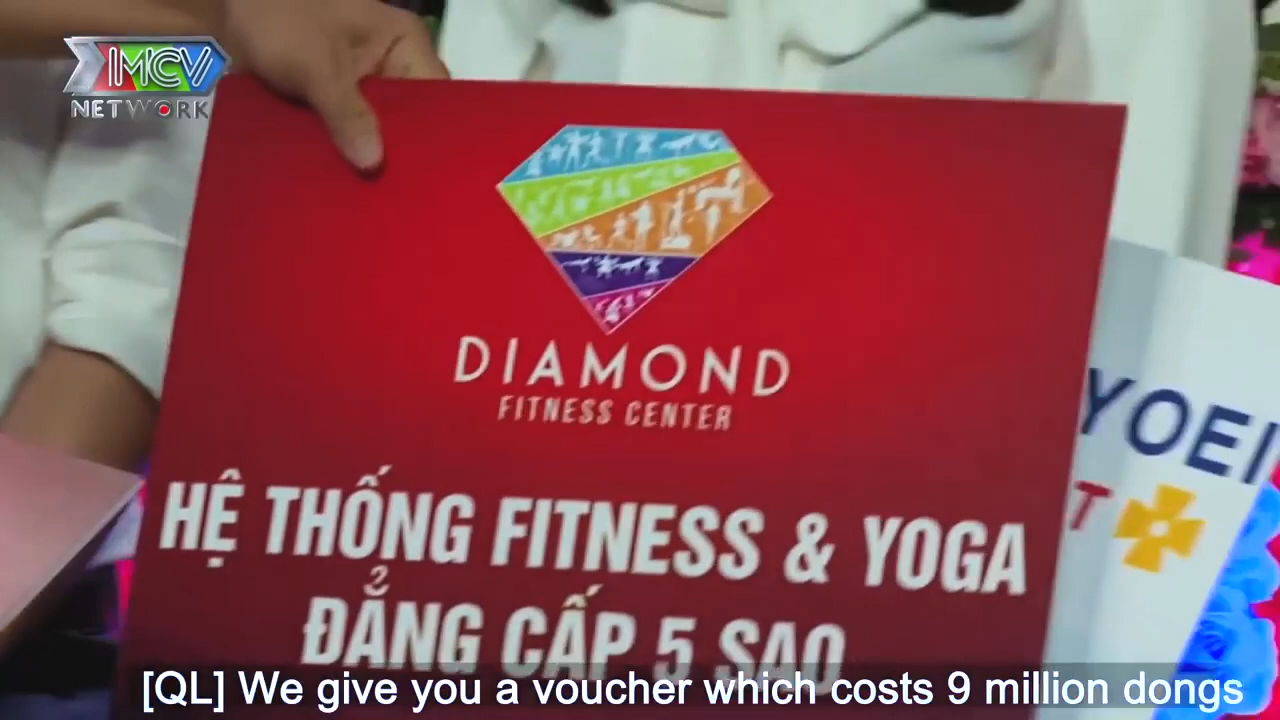 MCV
NETWORK
DIAMOND
FITNESS CENTER
HỆ THỐNG FITNESS & YOGA
ĐẲNG CẤP 5 SAO
YOEI
T
[QL] We give you a voucher which costs 9 million dongs